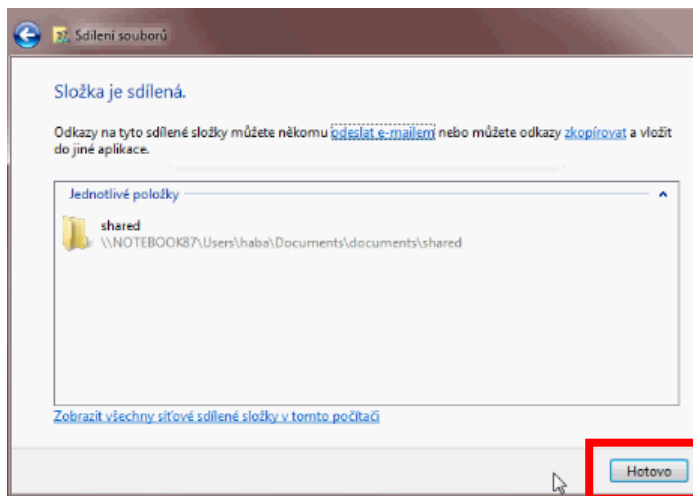 Sdílení souborů
Složka je sdílená.
Odkazy na tyto sdílené složky můžete někomu odeslat e-mailem nebo můžete odkazy zkopírovat a vložit
do jiné aplikace.
Jednotlivé položky
shared
\\NOTEBOOK87\Users\haba\Documents\documents\shared
Zobrazit všechny síťové sdílené složky v tomto počítači
Hotovo